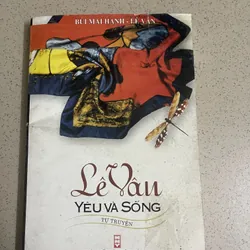 BÙI MAI HẠNH - LÊ VÂN
Lê Vân
YÊU VÀ SỐNG
TỰ TRUYỆN